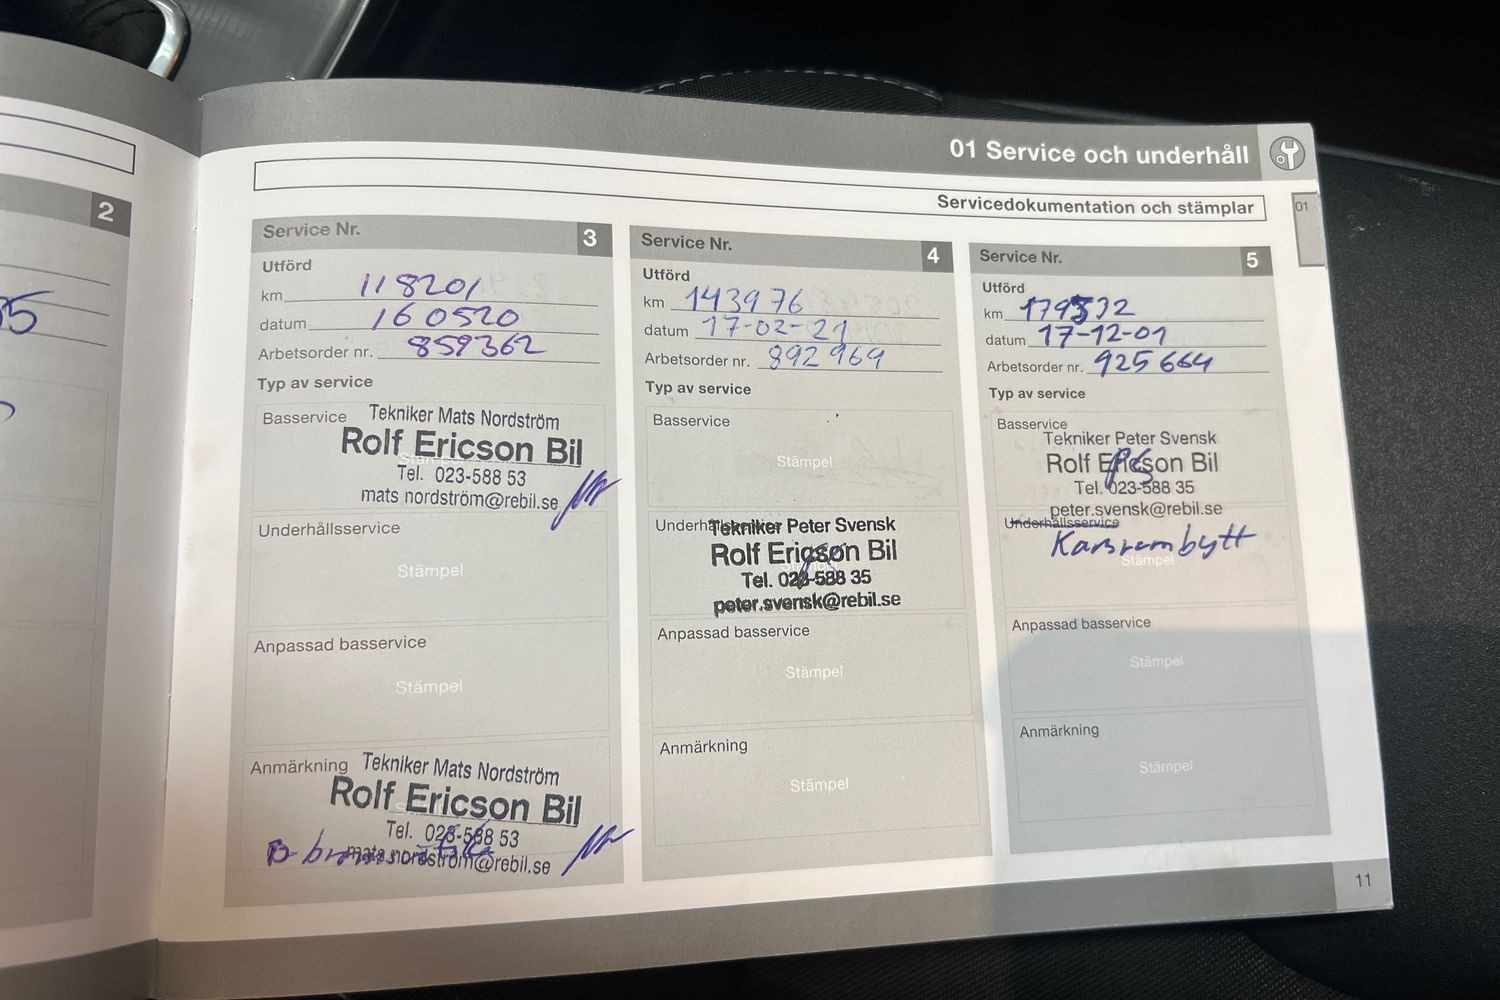 2
01 Service och underhåll
Servicedokumentation och stämplar
01
Service Nr. 3
Utförd
km 118201
datum 160520
Arbetsorder nr. 859362
Typ av service
Basservice
Tekniker Mats Nordström
Rolf Ericson Bil
Tel. 023-588 53
mats nordström@rebil.se
Underhållsservice
Stämpel
Anpassad basservice
Stämpel
Anmärkning
Tekniker Mats Nordström
Rolf Ericson Bil
Tel. 023-588 53
mats nordström@rebil.se
Service Nr. 4
Utförd
km 143976
datum 17-02-21
Arbetsorder nr. 892969
Typ av service
Basservice
Stämpel
Tekniker Peter Svensk
Rolf Ericson Bil
Tel. 023-588 35
peter.svensk@rebil.se
Anpassad basservice
Stämpel
Anmärkning
Stämpel
Service Nr. 5
Utförd
km
datum 17-12-01
Arbetsorder nr. 925664
Typ av service
Basservice
Tekniker Peter Svensk
Rolf Ericson Bil
Tel. 023-588 35
peter.svensk@rebil.se
Underhållsservice
Kamrembytt
Stämpel
Anpassad basservice
Stämpel
Anmärkning
Stämpel
11